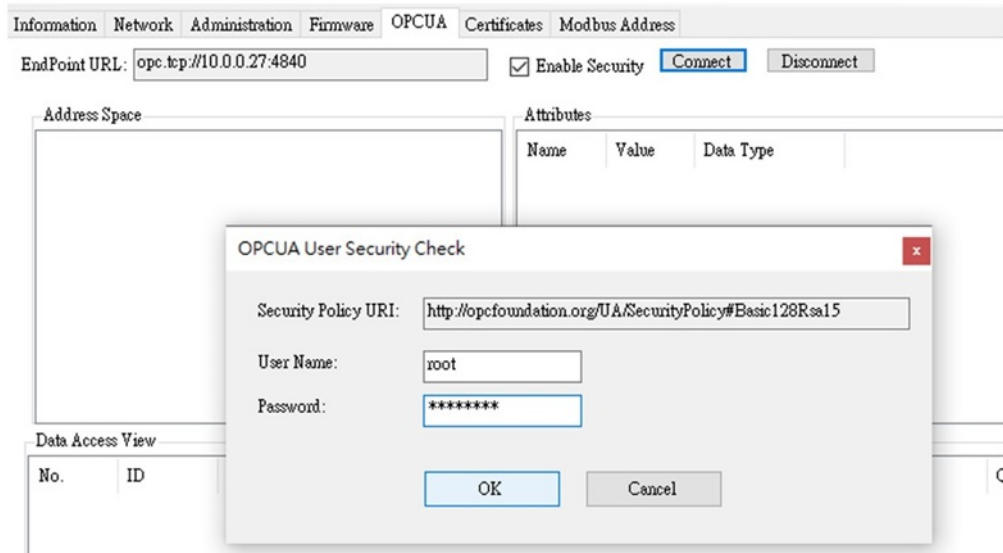 Information Network Administration Firmware OPCUA Certificates Modbus Address
EndPoint URL: opc.tcp://10.0.0.27:4840 Enable Security Connect Disconnect
Address Space Attributes
Name Value Data Type
OPCUA User Security Check x
Security Policy URI: http://opcfoundation.org/UA/SecurityPolicy#Basic128Rsa15
User Name: root
Password: ********
Data Access View
No. ID
OK Cancel